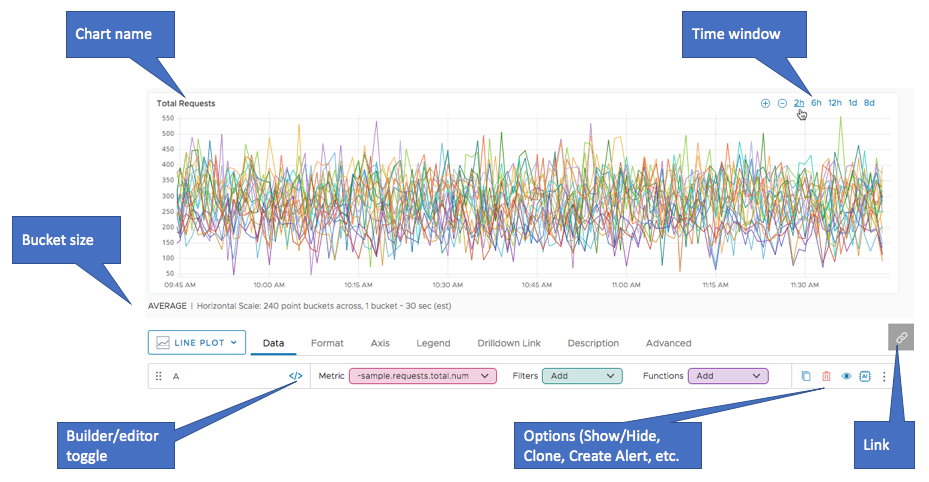 Chart name
Time window
Total Requests
2h 6h 12h 1d 8d
550
500
450
400
350
300
250
200
150
100
50
09:45 AM 10:00 AM 10:15 AM 10:30 AM 10:45 AM 11:00 AM 11:15 AM 11:30 AM
Bucket size
AVERAGE | Horizontal Scale: 240 point buckets across, 1 bucket ~ 30 sec (est)
LINE PLOT Data Format Axis Legend Drilldown Link Description Advanced
A </> Metric ~sample.requests.total.num Filters Add Functions Add AI
Builder/editor
toggle
Options (Show/Hide,
Clone, Create Alert, etc.
Link